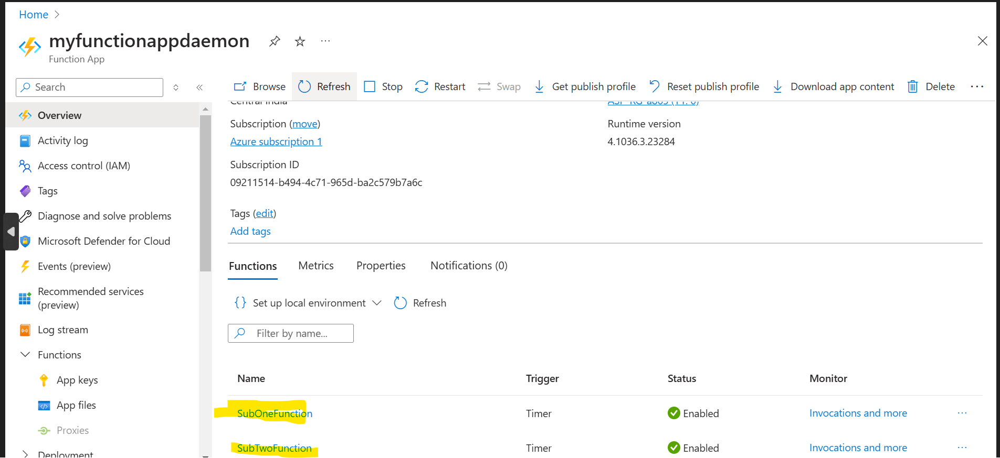 Home
myfunctionappdaemon
Function App
Search
Browse Refresh Stop Restart Swap Get publish profile Reset publish profile Download app content Delete
Overview
Activity log
Access control (IAM)
Tags
Diagnose and solve problems
Microsoft Defender for Cloud
Events (preview)
Recommended services
(preview)
Log stream
Functions
App keys
App files
Proxies
Deployment
Central India
Subscription (move)
Azure subscription 1
Subscription ID
09211514-b494-4c71-965d-ba2c579b7a6c
Tags (edit)
Add tags
Runtime version
4.1036.3.23284
Functions Metrics Properties Notifications (0)
{} Set up local environment Refresh
Filter by name...
Name Trigger Status Monitor
SubOneFunction Timer Enabled Invocations and more
SubTwoFunction Timer Enabled Invocations and more